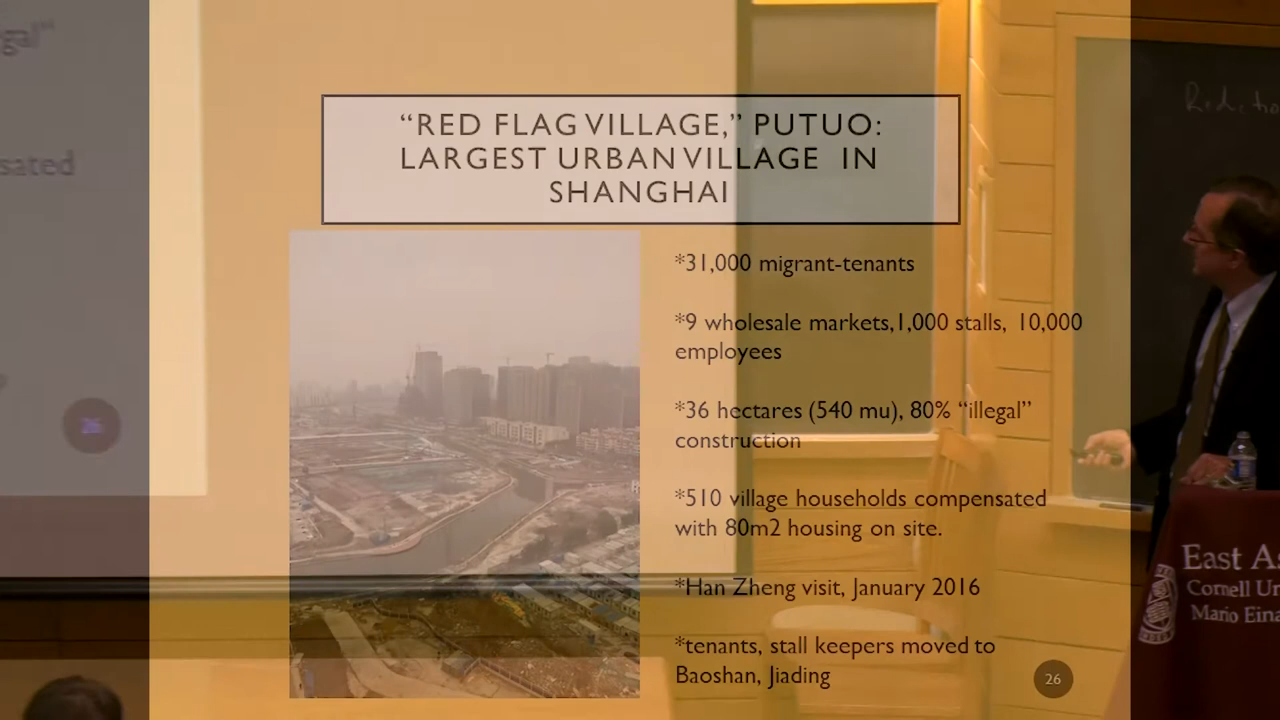 gal"
sated
26
"RED FLAG VILLAGE," PUTUO:
LARGEST URBAN VILLAGE IN
SHANGHAI
*31,000 migrant-tenants
*9 wholesale markets,1,000 stalls, 10,000
employees
*36 hectares (540 mu), 80% "illegal"
construction
*510 village households compensated
with 80m2 housing on site.
*Han Zheng visit, January 2016
*tenants, stall keepers moved to
Baoshan, Jiading
26
East As
Cornell Un
Mario Eina